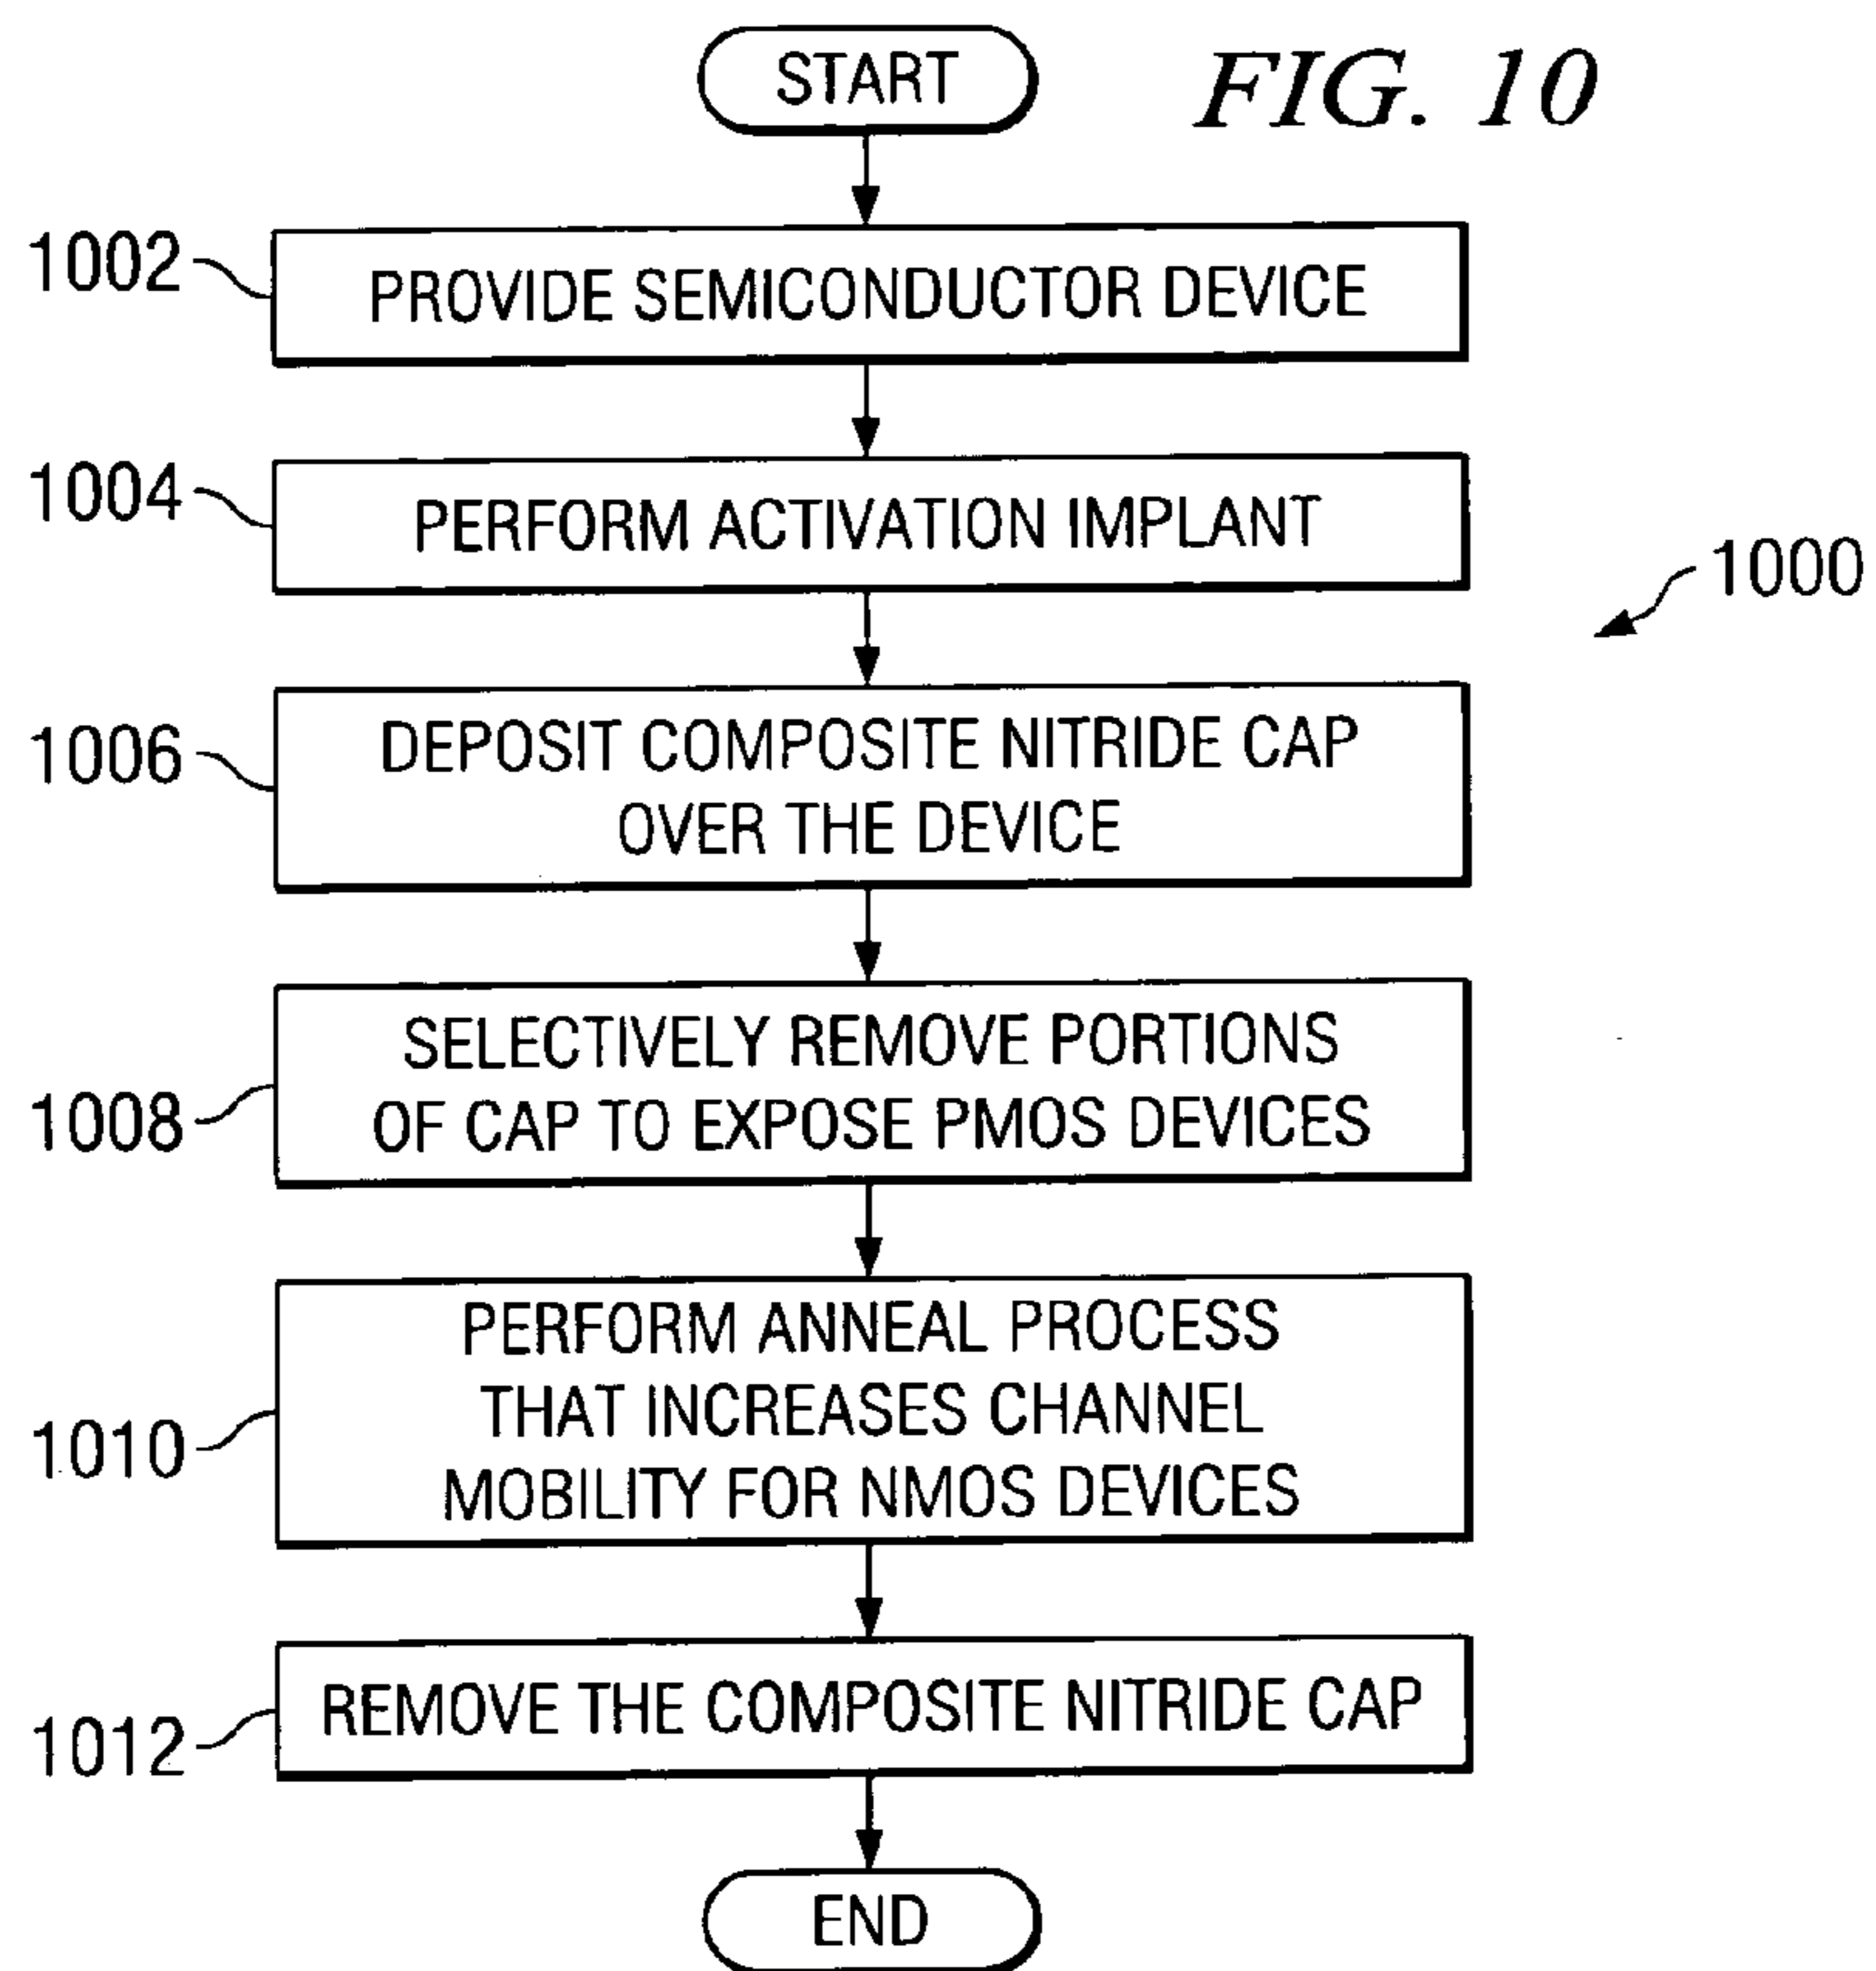 START
FIG. 10
1002
PROVIDE SEMICONDUCTOR DEVICE
1004
PERFORM ACTIVATION IMPLANT
1000
1006
DEPOSIT COMPOSITE NITRIDE CAP
OVER THE DEVICE
1008
SELECTIVELY REMOVE PORTIONS
OF CAP TO EXPOSE PMOS DEVICES
1010
PERFORM ANNEAL PROCESS
THAT INCREASES CHANNEL
MOBILITY FOR NMOS DEVICES
1012
REMOVE THE COMPOSITE NITRIDE CAP
END